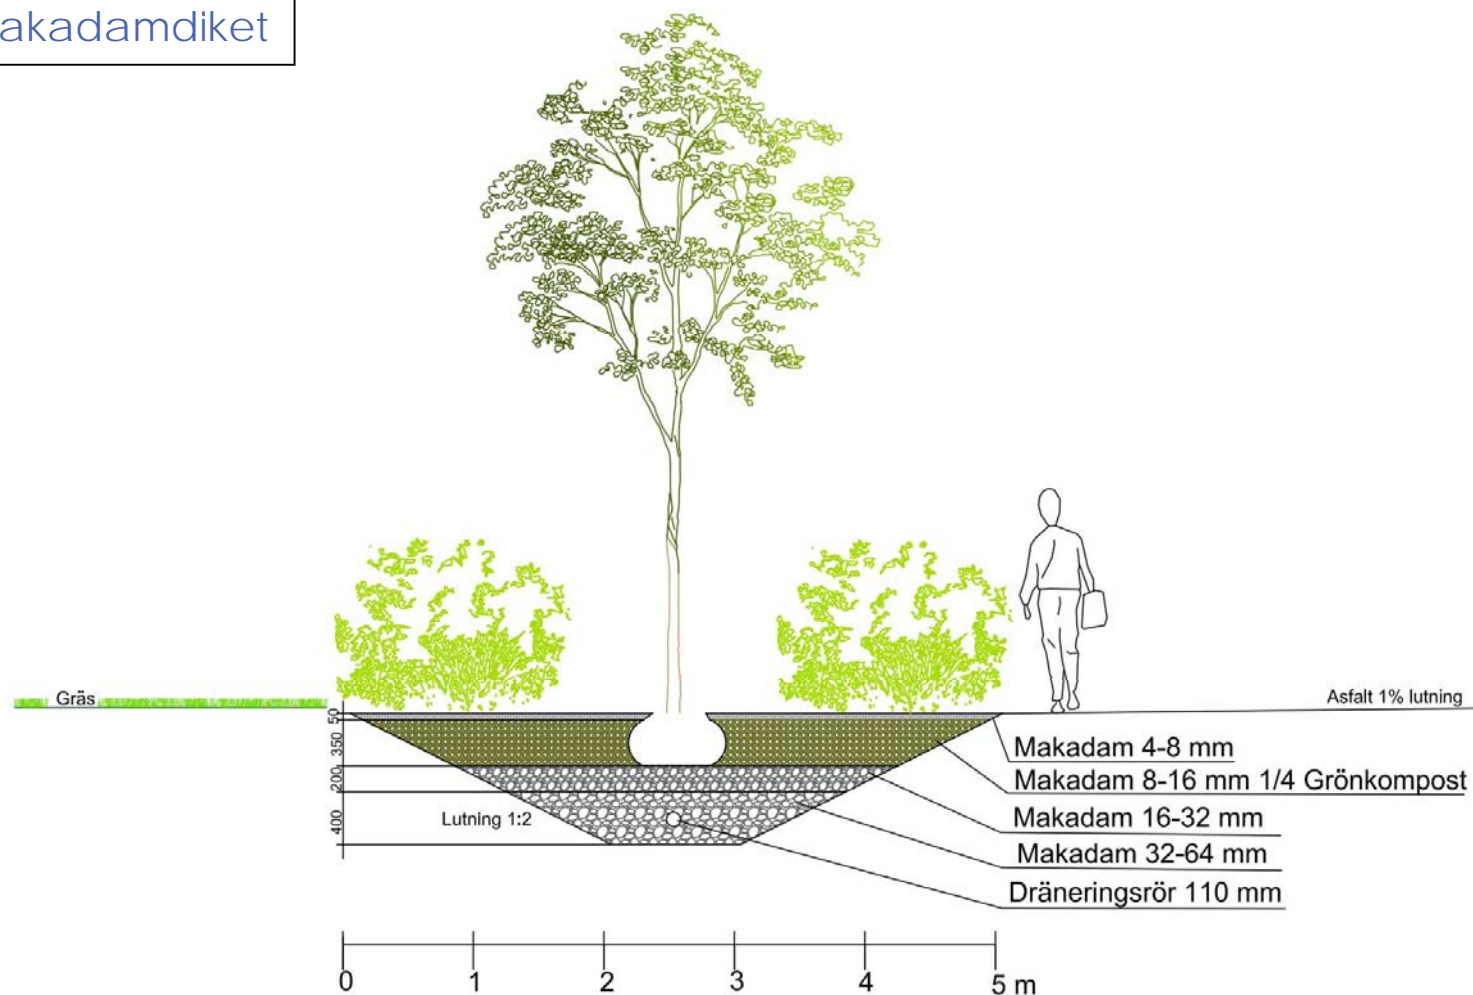 akadamdiket
Gräs
Asfalt 1% lutning
50
350
200
400
Lutning 1:2
Makadam 4-8 mm
Makadam 8-16 mm 1/4 Grönkompost
Makadam 16-32 mm
Makadam 32-64 mm
Dräneringsrör 110 mm
0 1 2 3 4 5 m